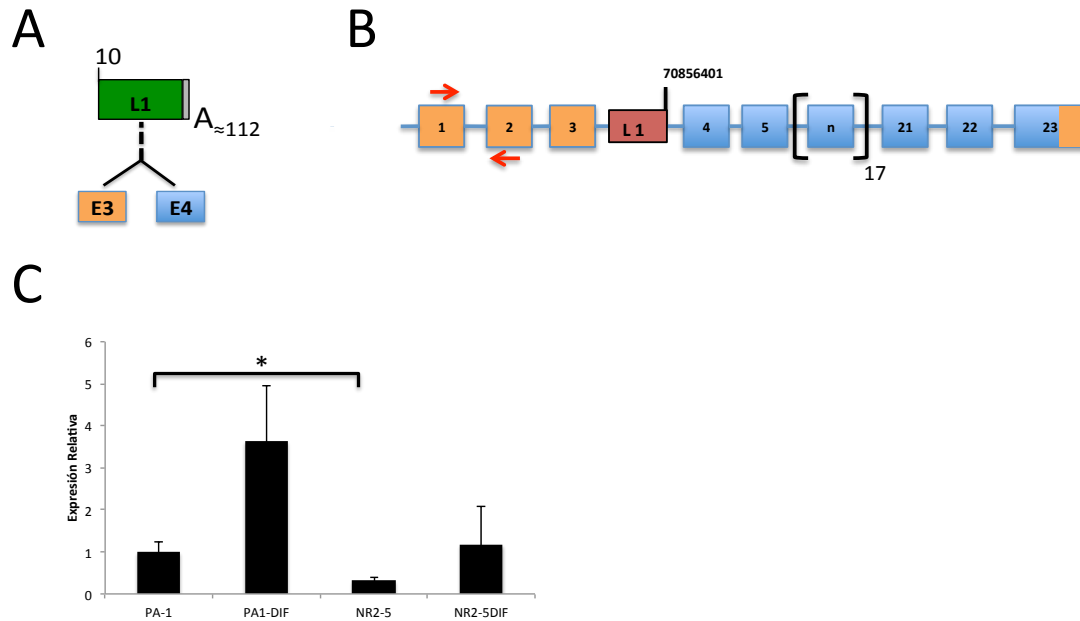 A
10
L1
A≈112
E3
E4
B
70856401
1
2
3
L 1
4
5
n
21
22
23
17
C
6
5
4
3
2
1
0
*
Expresión Relativa
PA-1
PA1-DIF
NR2-5
NR2-5DIF